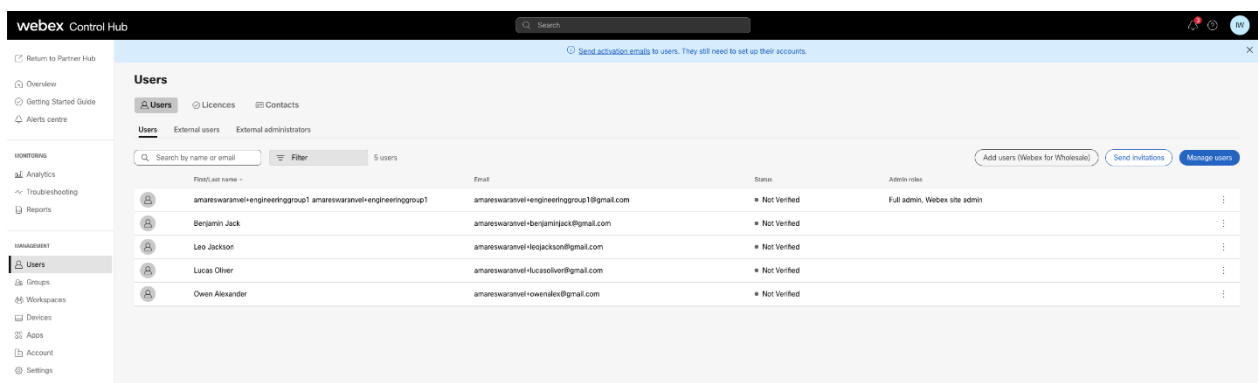 webex Control Hub
Search
3
IW
Return to Partner Hub
Send activation emails to users. They still need to set up their accounts.
Overview
Getting Started Guide
Alerts centre
MONITORING
Analytics
Troubleshooting
Reports
MANAGEMENT
Users
Groups
Workspaces
Devices
Apps
Account
Settings
Users
Users Licences Contacts
Users External users External administrators
Search by name or email Filter 5 users Add users (Webex for Wholesale) Send invitations Manage users
First/Last name Email Status Admin roles
amareswaranvel+engineeringgroup1 amareswaranvel+engineeringgroup1 amareswaranvel+engineeringgroup1@gmail.com Not Verified Full admin, Webex site admin
Benjamin Jack amareswaranvel+benjaminjack@gmail.com Not Verified
Leo Jackson amareswaranvel+leojackson@gmail.com Not Verified
Lucas Oliver amareswaranvel+lucasoliver@gmail.com Not Verified
Owen Alexander amareswaranvel+owenalex@gmail.com Not Verified